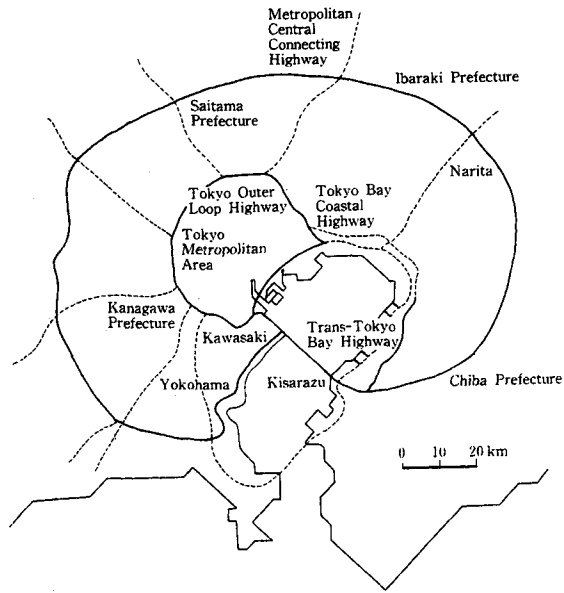 Metropolitan
Central
Connecting
Highway
Ibaraki Prefecture
Saitama
Prefecture
Narita
Tokyo Outer
Loop Highway
Tokyo Bay
Coastal
Highway
Tokyo
Metropolitan
Area
Kanagawa
Prefecture
Kawasaki
Trans-Tokyo
Bay Highway
Yokohama
Kisarazu
Chiba Prefecture
0 10 20 km